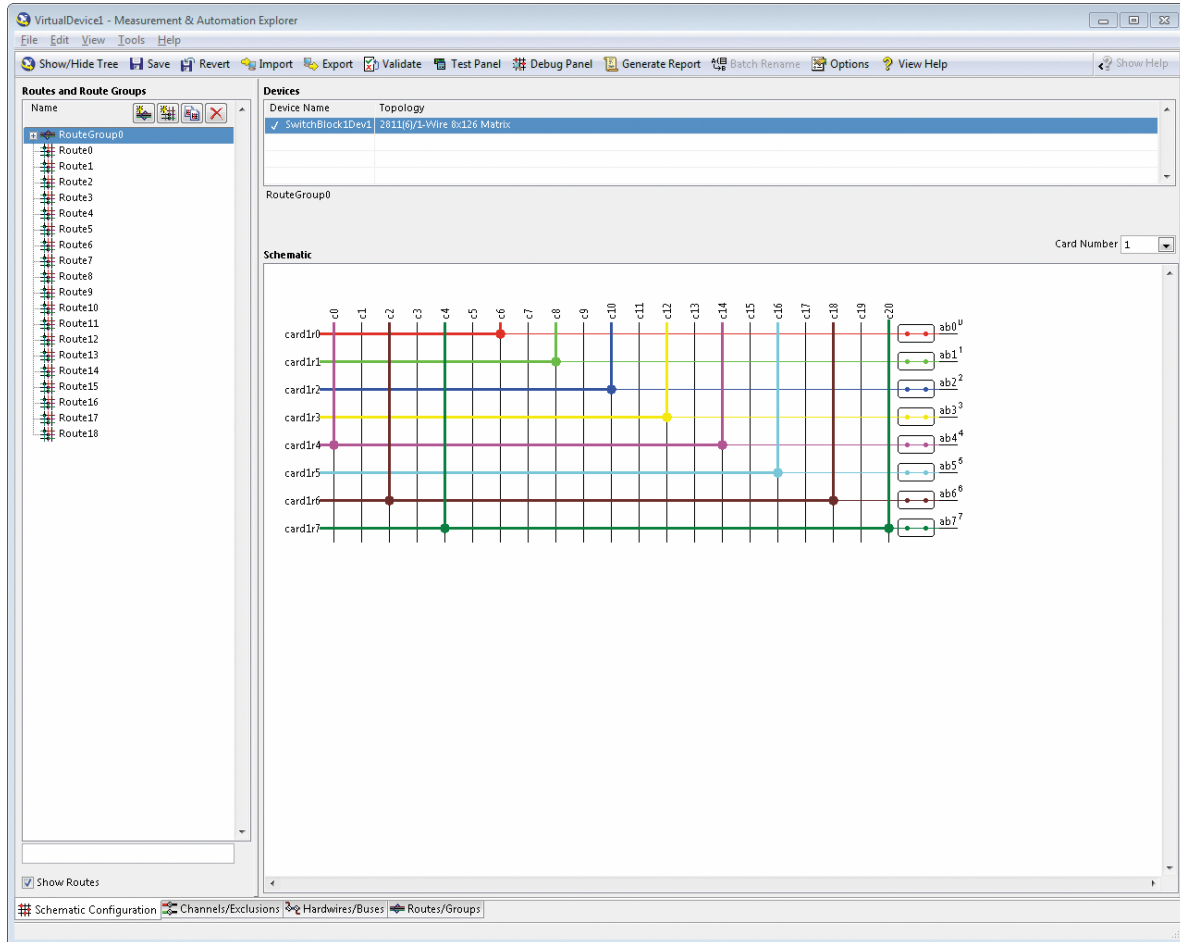 VirtualDevice1 - Measurement & Automation Explorer
File Edit View Tools Help
Show/Hide Tree Save Revert Import Export Validate Test Panel Debug Panel Generate Report Batch Rename Options View Help Show Help
Routes and Route Groups
Name
RouteGroup0
Route0
Route1
Route2
Route3
Route4
Route5
Route6
Route7
Route8
Route9
Route10
Route11
Route12
Route13
Route14
Route15
Route16
Route17
Route18
Show Routes
Devices
Device Name Topology
SwitchBlock1Dev1 2811(6)/1-Wire 8x126 Matrix
RouteGroup0
Card Number 1
Schematic
c0 c1 c2 c3 c4 c5 c6 c7 c8 c9 c10 c11 c12 c13 c14 c15 c16 c17 c18 c19 c20
card1r0 ab0 0
card1r1 ab1 1
card1r2 ab2 2
card1r3 ab3 3
card1r4 ab4 4
card1r5 ab5 5
card1r6 ab6 6
card1r7 ab7 7
Schematic Configuration Channels/Exclusions Hardwires/Buses Routes/Groups